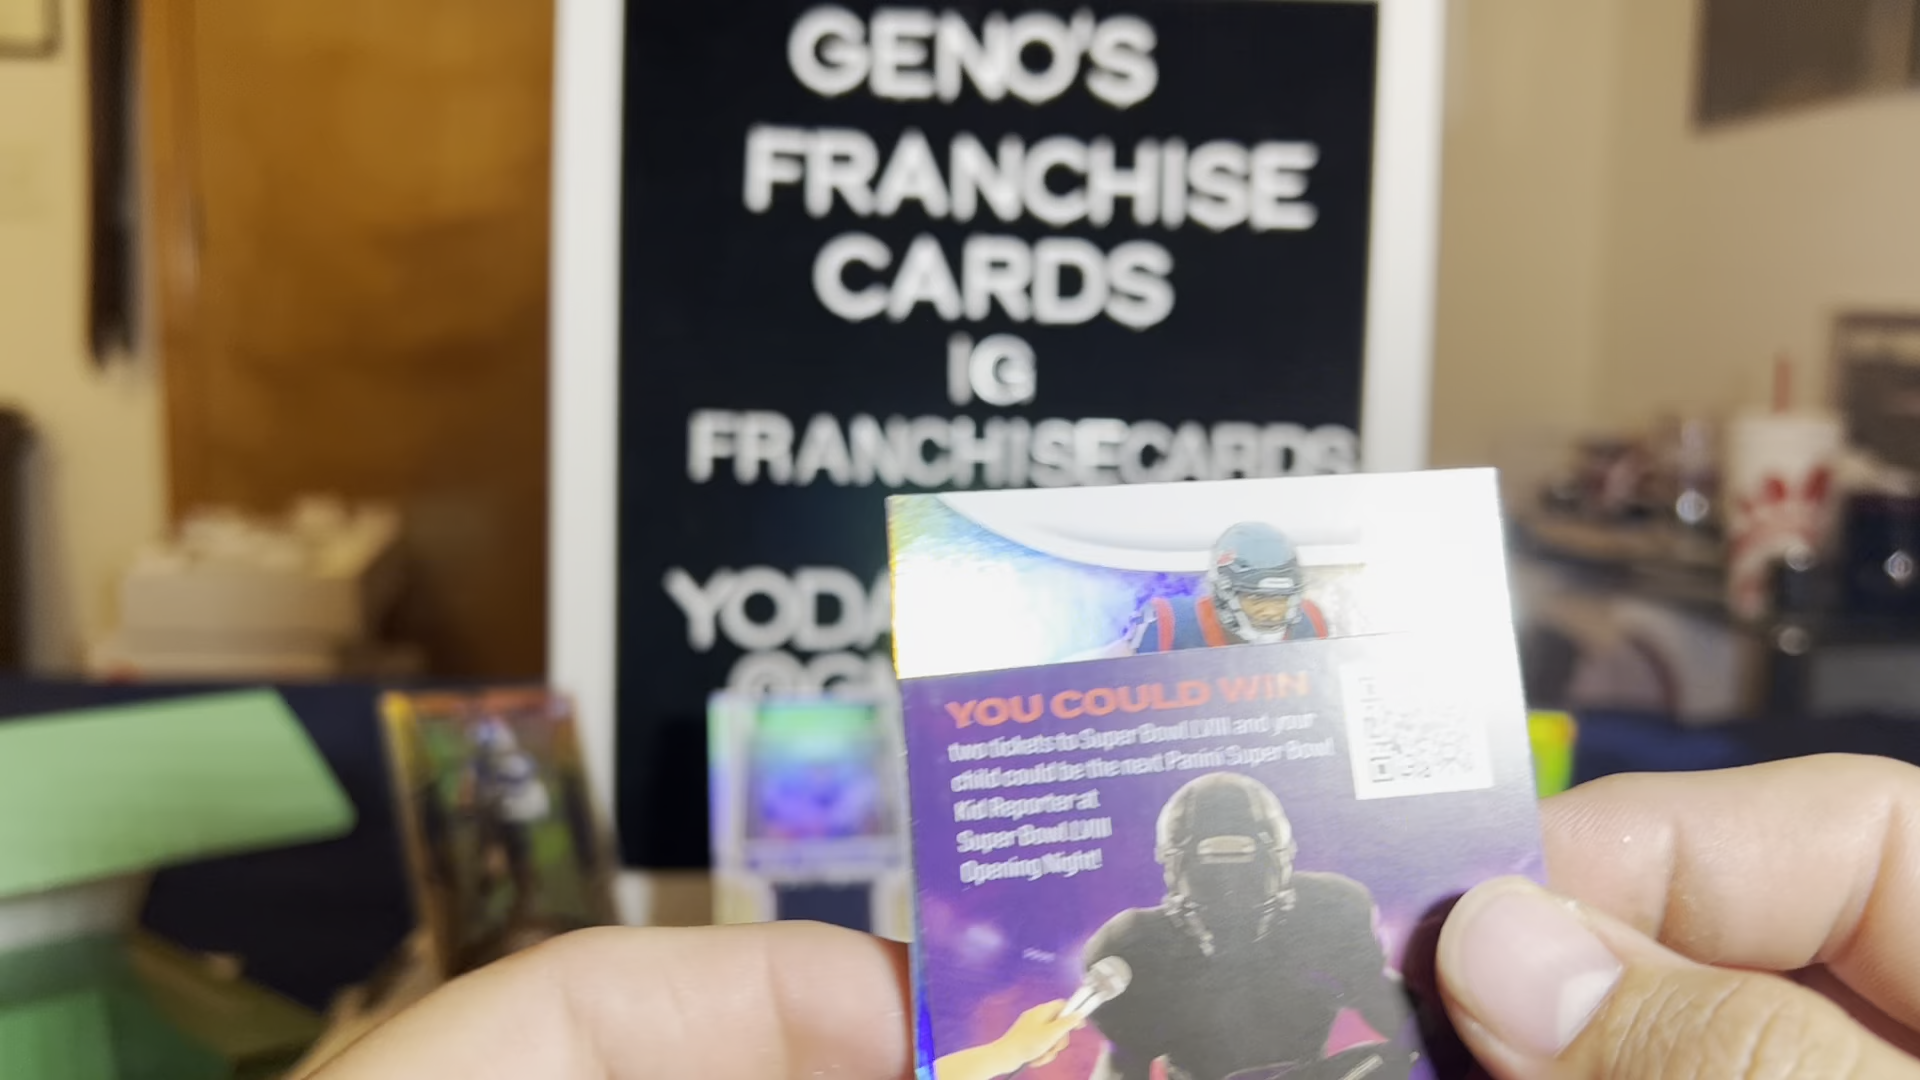 GENO'S
FRANCHISE
CARDS
IG
FRANCHISECARDS
YODA
YOU COULD WIN
two tickets to Super Bowl LVIII and your
child could be the next Panini Super Bowl
Kid Reporter at
Super Bowl LVIII
Opening Night!